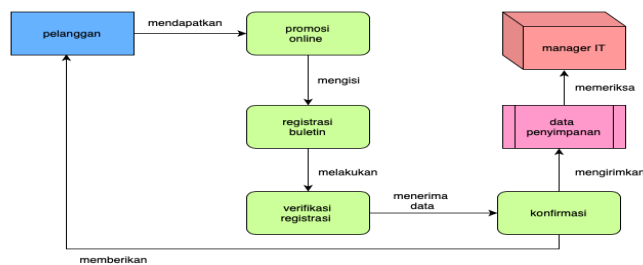 pelanggan
mendapatkan
promosi
online
mengisi
registrasi
buletin
melakukan
verifikasi
registrasi
menerima
data
konfirmasi
mengirimkan
data
penyimpanan
memeriksa
manager IT
memberikan